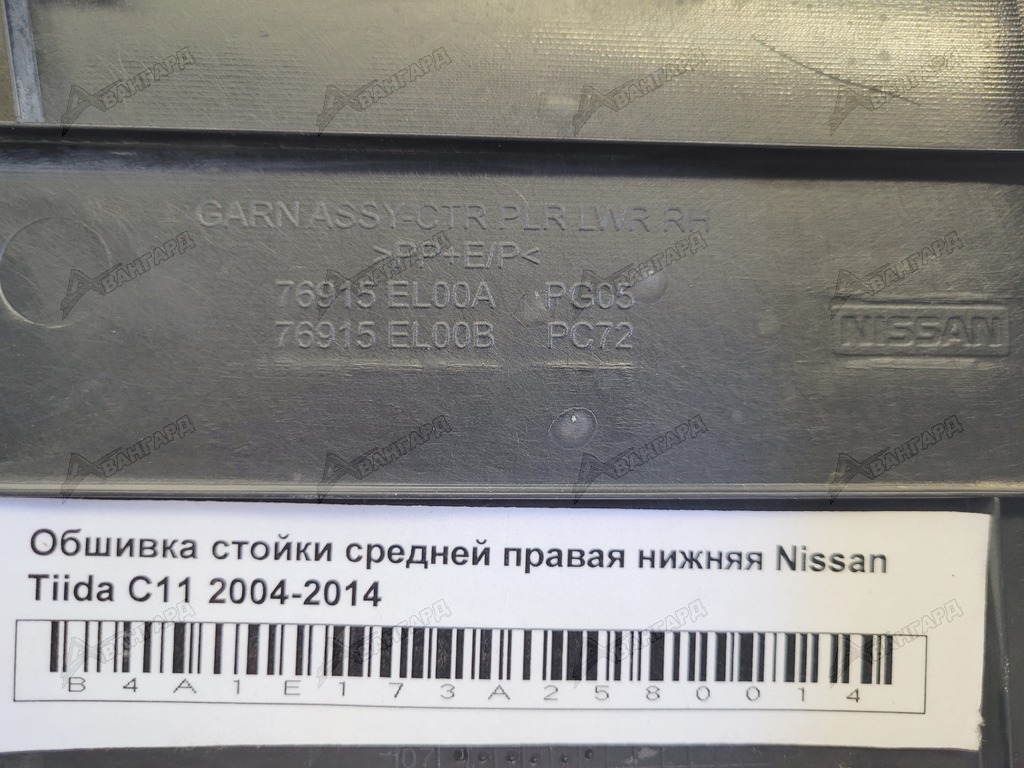 GARN ASSY-CTR PLR LWR RH
>PP+E/P<
76915 EL00A PG05
76915 EL00B PC72
NISSAN
Обшивка стойки средней правая нижняя Nissan
Tiida C11 2004-2014
B4A1E173A2580014
АВАНГАРД